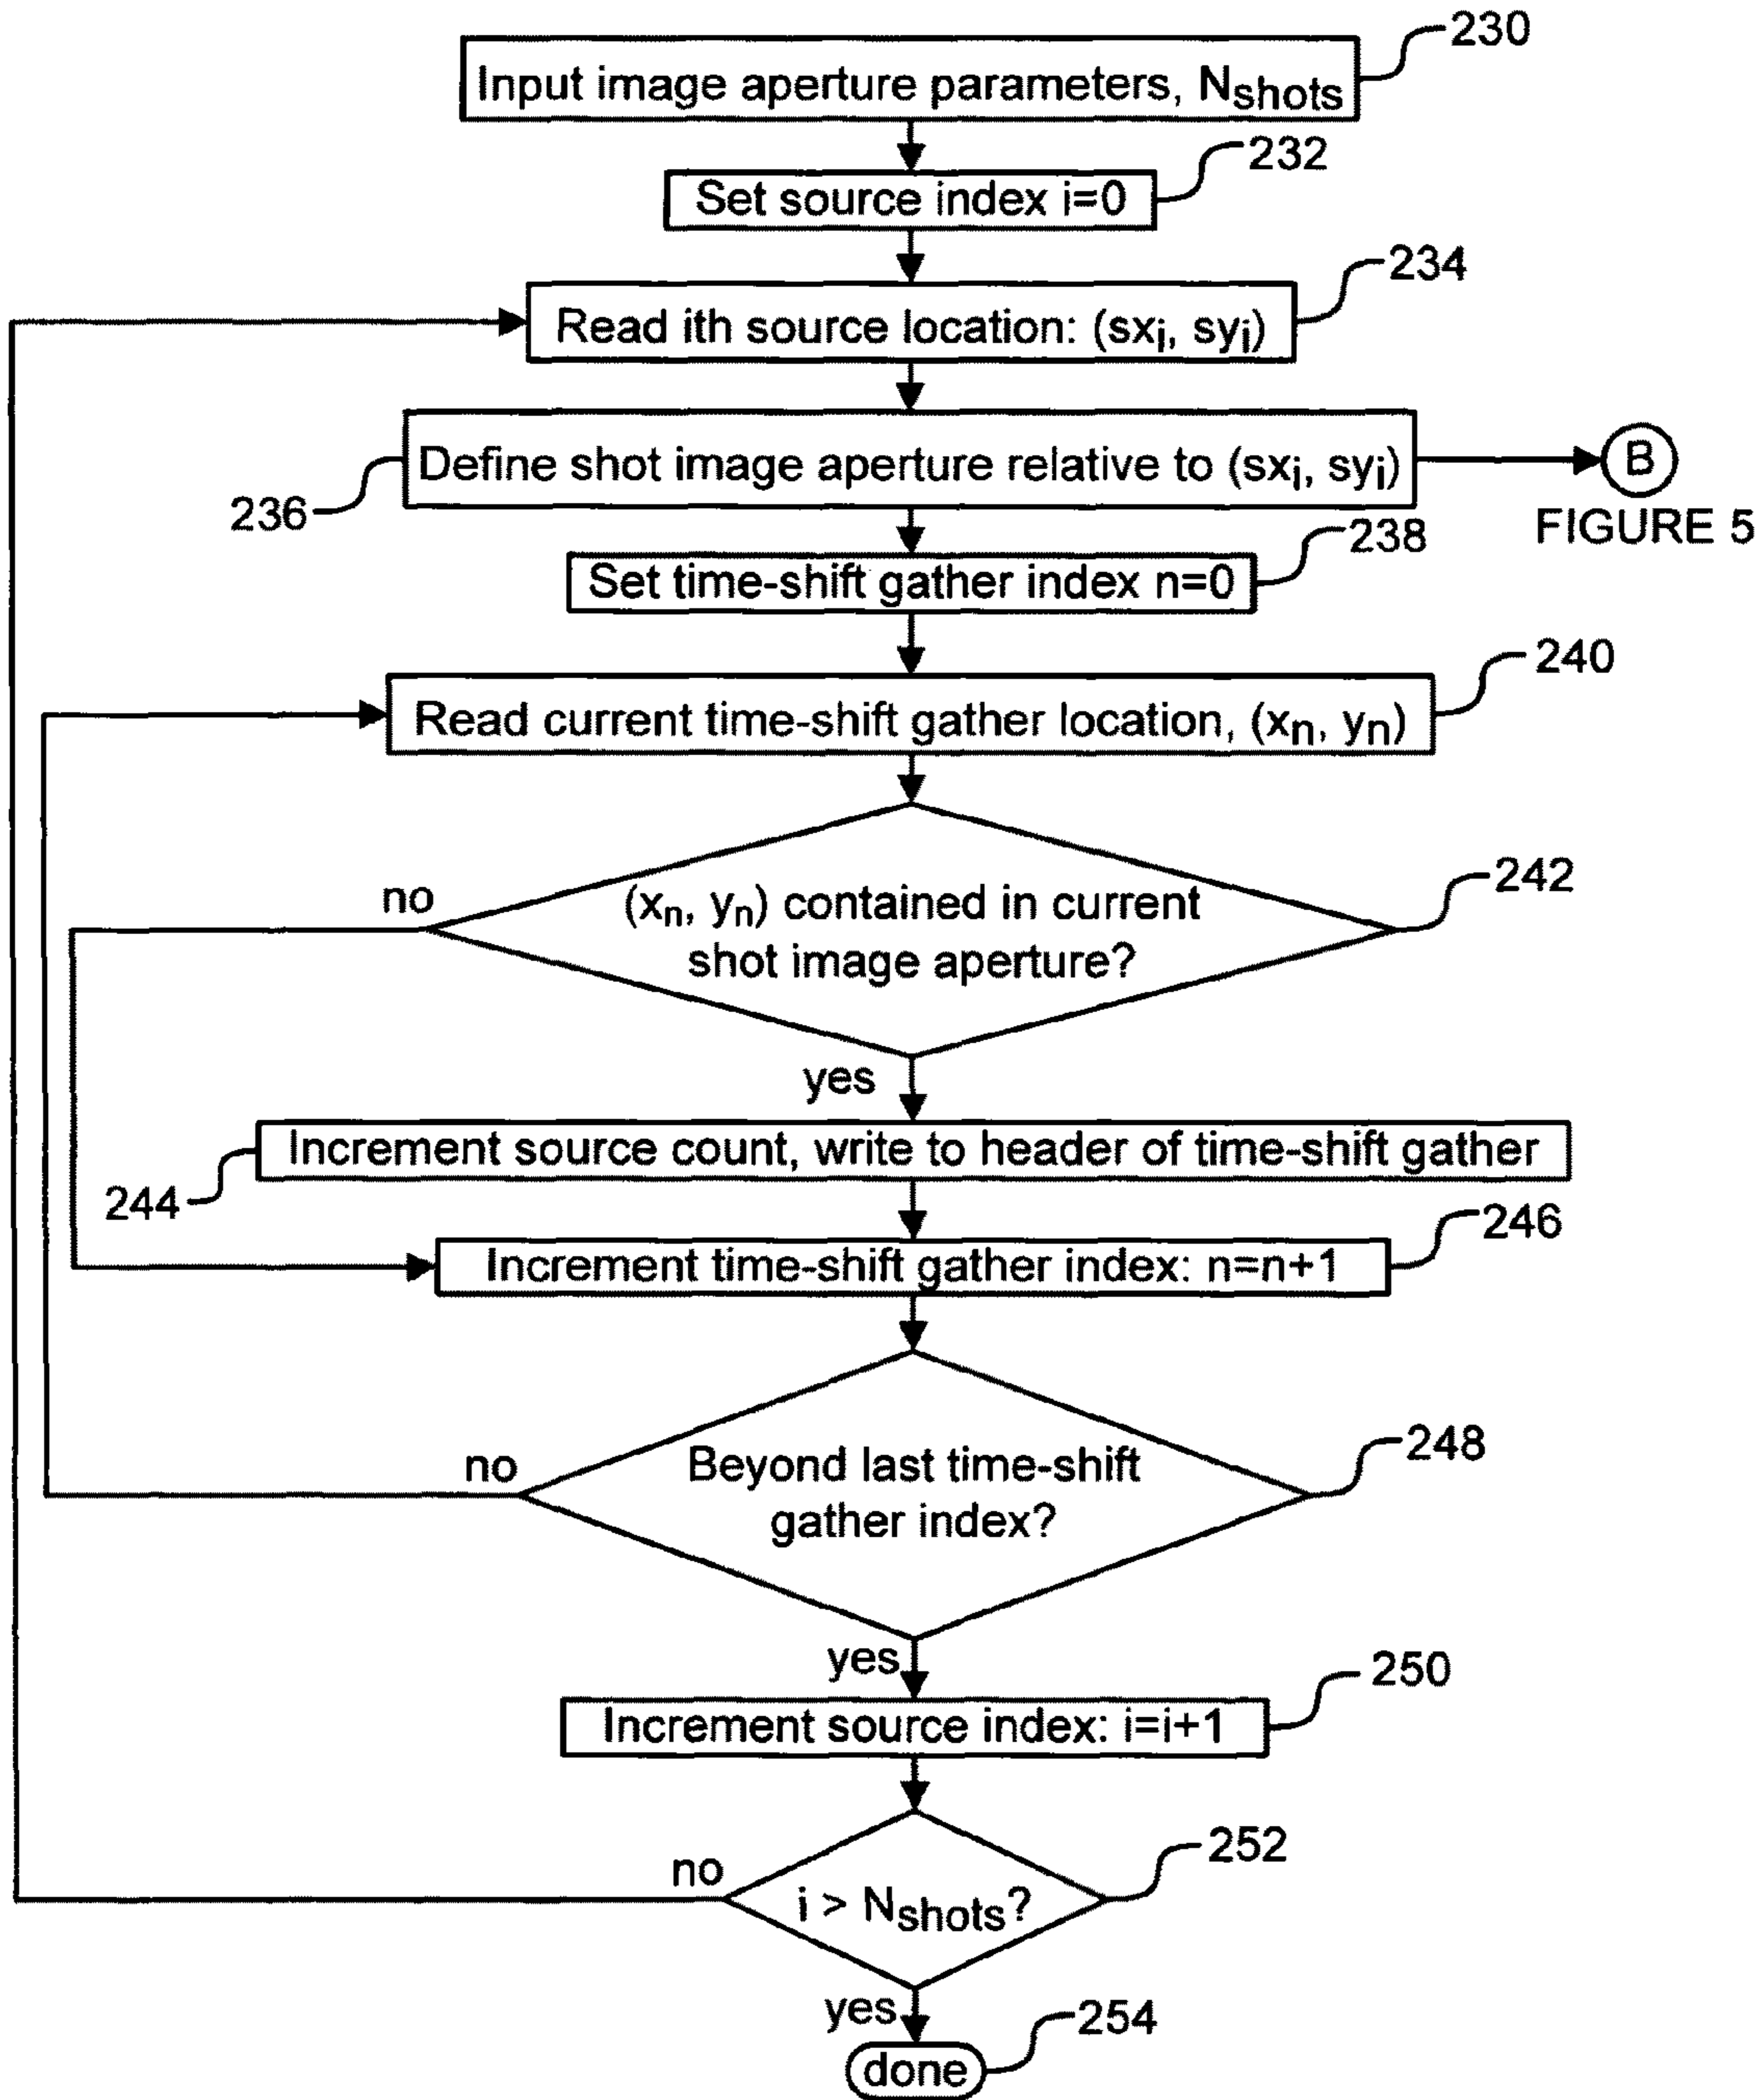 230
Input image aperture parameters, Nshots
232
Set source index i=0
234
Read ith source location: (sxi, syi)
Define shot image aperture relative to (sxi, syi)
B
236
FIGURE 5
238
Set time-shift gather index n=0
240
Read current time-shift gather location, (xn, yn)
242
no
(xn, yn) contained in current
shot image aperture?
yes
Increment source count, write to header of time-shift gather
244
246
Increment time-shift gather index: n=n+1
248
no
Beyond last time-shift
gather index?
yes
250
Increment source index: i=i+1
252
no
i > Nshots?
yes
254
done